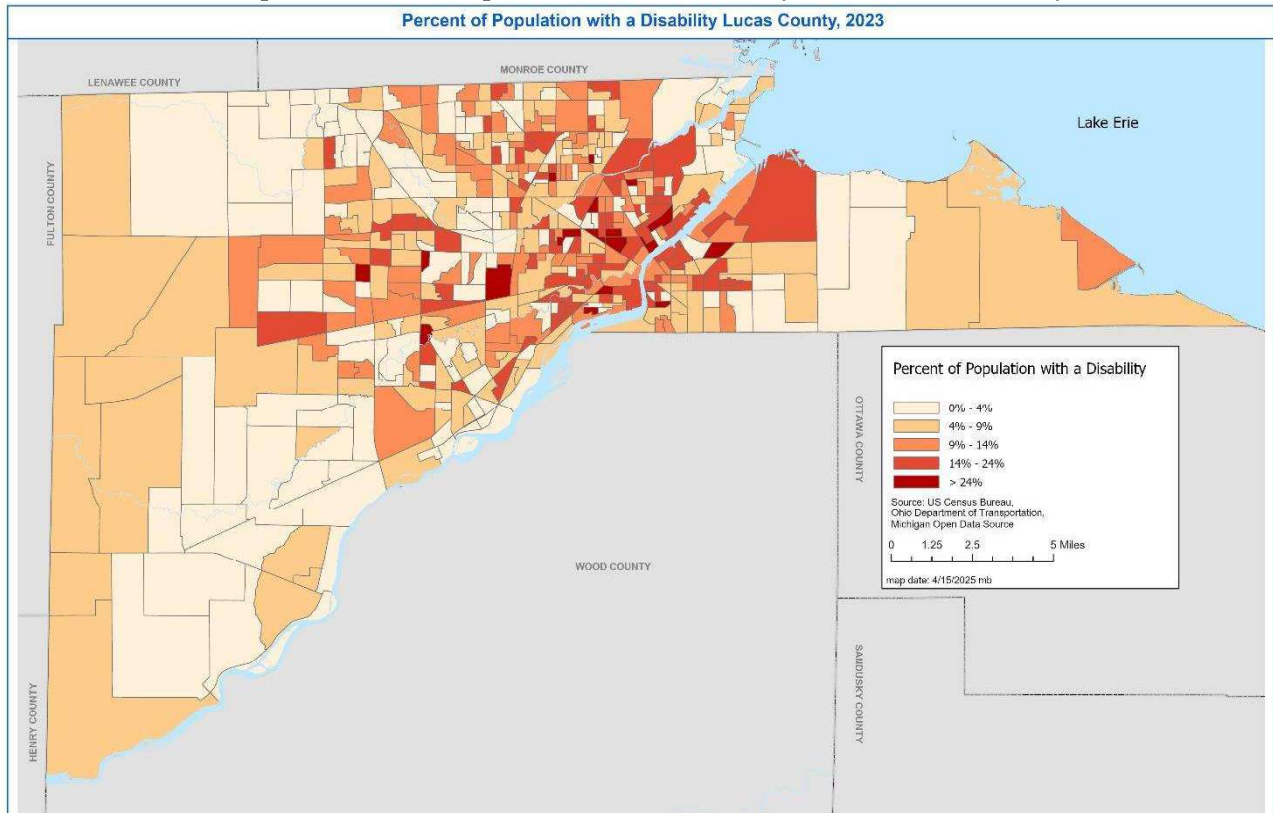 Percent of Population with a Disability Lucas County, 2023
LENAWEE COUNTY
MONROE COUNTY
Lake Erie
FULTON COUNTY
Percent of Population with a Disability
0% - 4%
4% - 9%
9% - 14%
14% - 24%
> 24%
Source: US Census Bureau,
Ohio Department of Transportation,
Michigan Open Data Source
0 1.25 2.5 5 Miles
map date: 4/15/2025 mb
OTTAWA COUNTY
WOOD COUNTY
HENRY COUNTY
SANDUSKY COUNTY